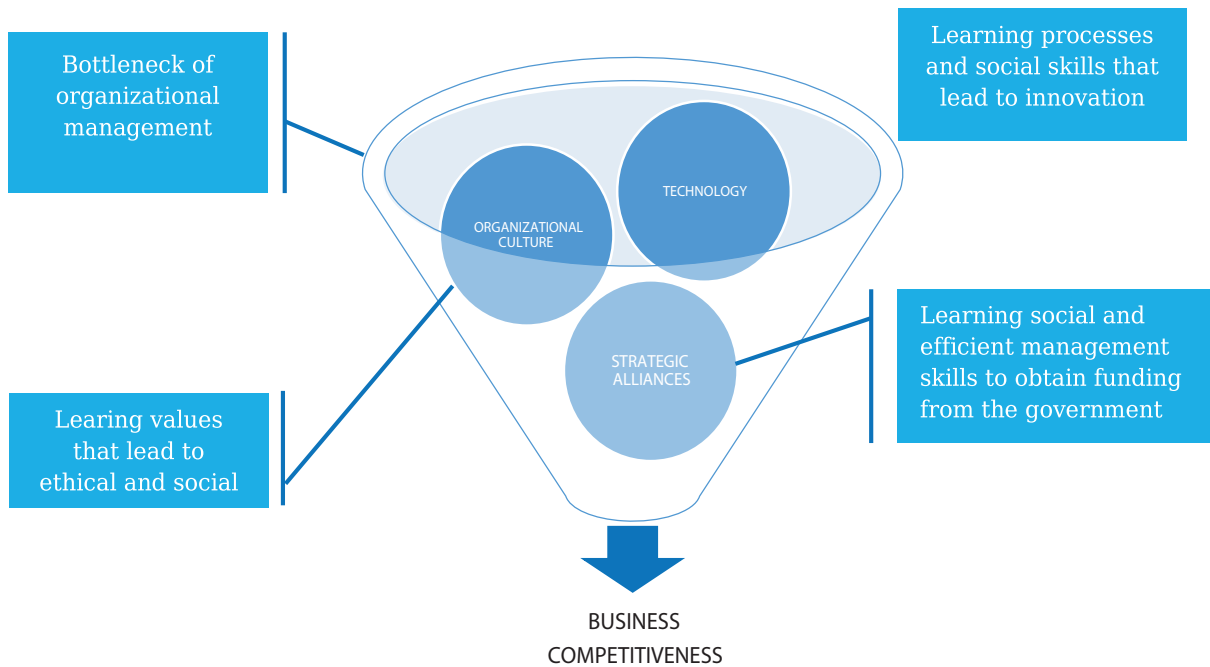 Bottleneck of
organizational
management
Learning processes
and social skills that
lead to innovation
TECHNOLOGY
ORGANIZATIONAL
CULTURE
STRATEGIC
ALLIANCES
Learning social and
efficient management
skills to obtain funding
from the government
Learing values
that lead to
ethical and social
BUSINESS
COMPETITIVENESS